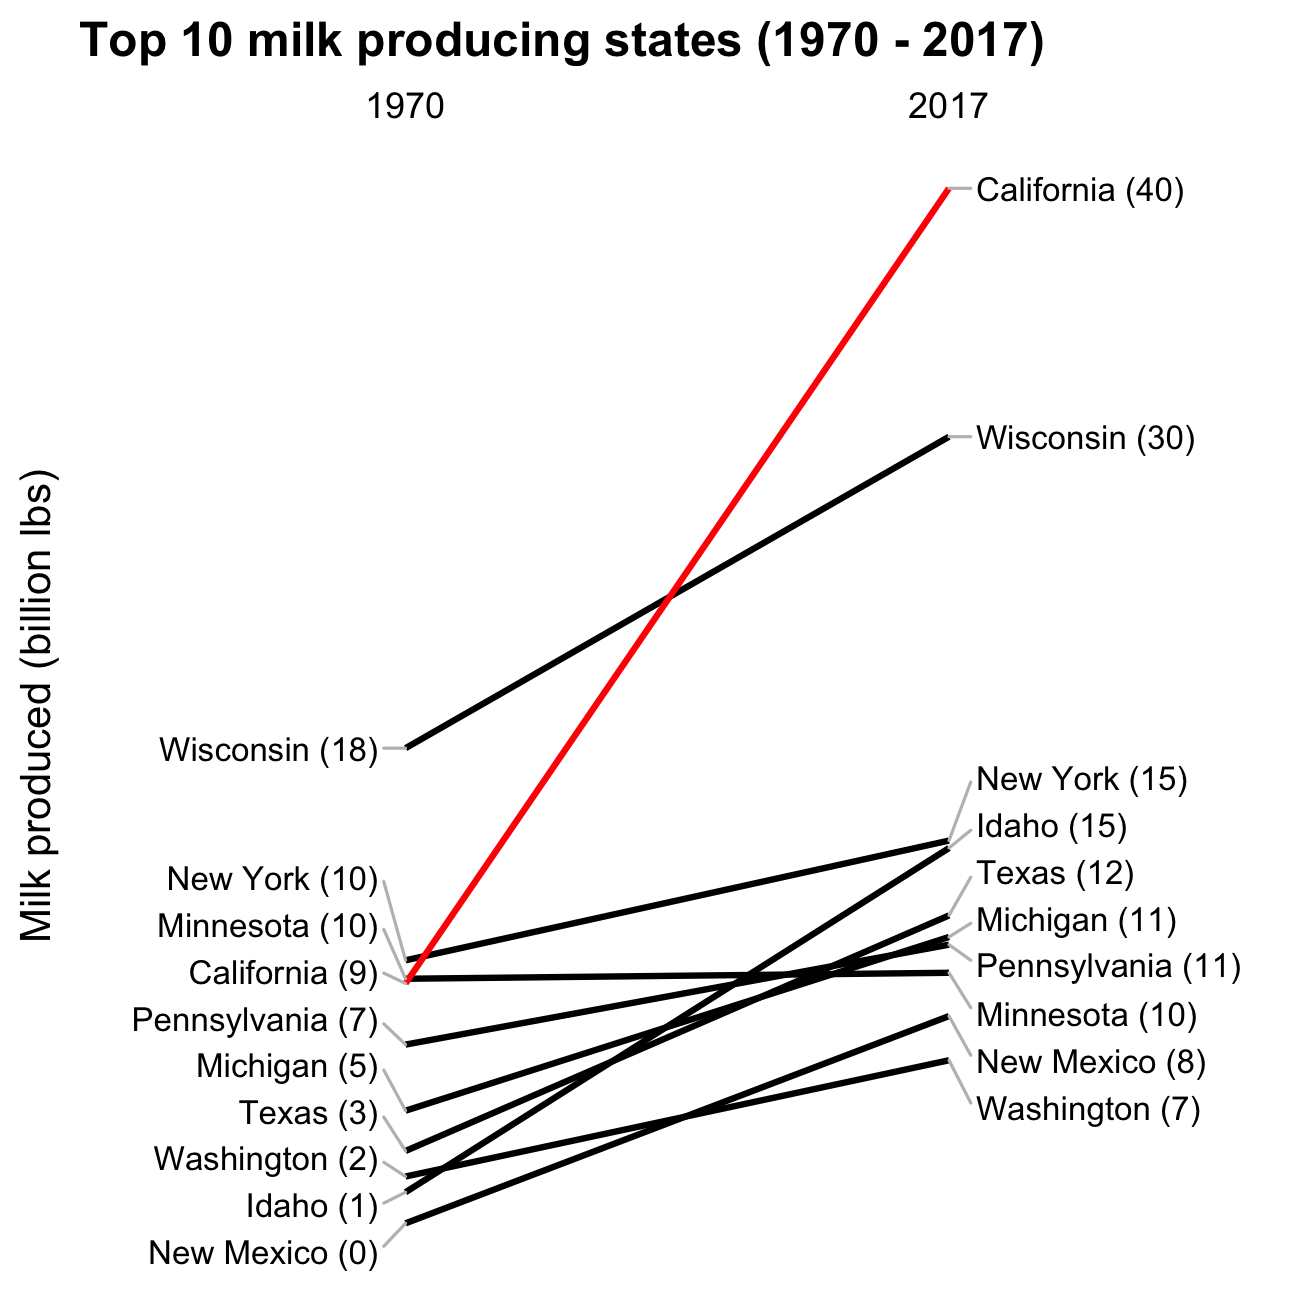 Top 10 milk producing states (1970 - 2017)
1970
2017
Milk produced (billion lbs)
Wisconsin (18)
New York (10)
Minnesota (10)
California (9)
Pennsylvania (7)
Michigan (5)
Texas (3)
Washington (2)
Idaho (1)
New Mexico (0)
California (40)
Wisconsin (30)
New York (15)
Idaho (15)
Texas (12)
Michigan (11)
Pennsylvania (11)
Minnesota (10)
New Mexico (8)
Washington (7)